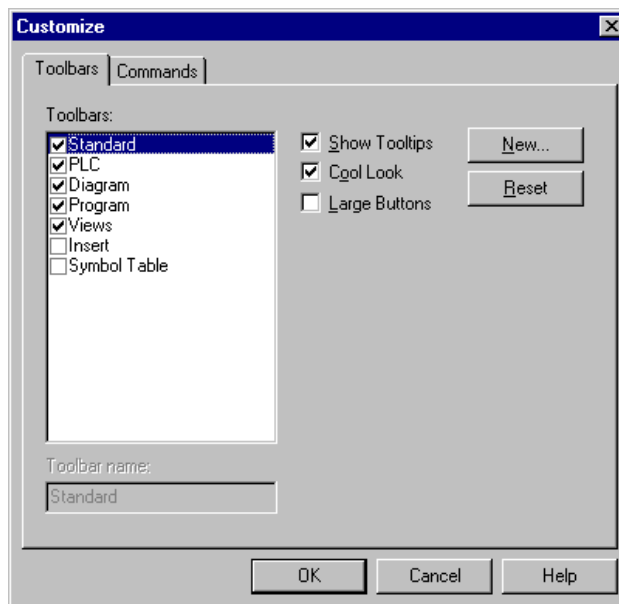 Customize
Toolbars
Commands
Toolbars:
Standard
PLC
Diagram
Program
Views
Insert
Symbol Table
Show Tooltips
Cool Look
Large Buttons
New...
Reset
Toolbar name:
Standard
OK
Cancel
Help